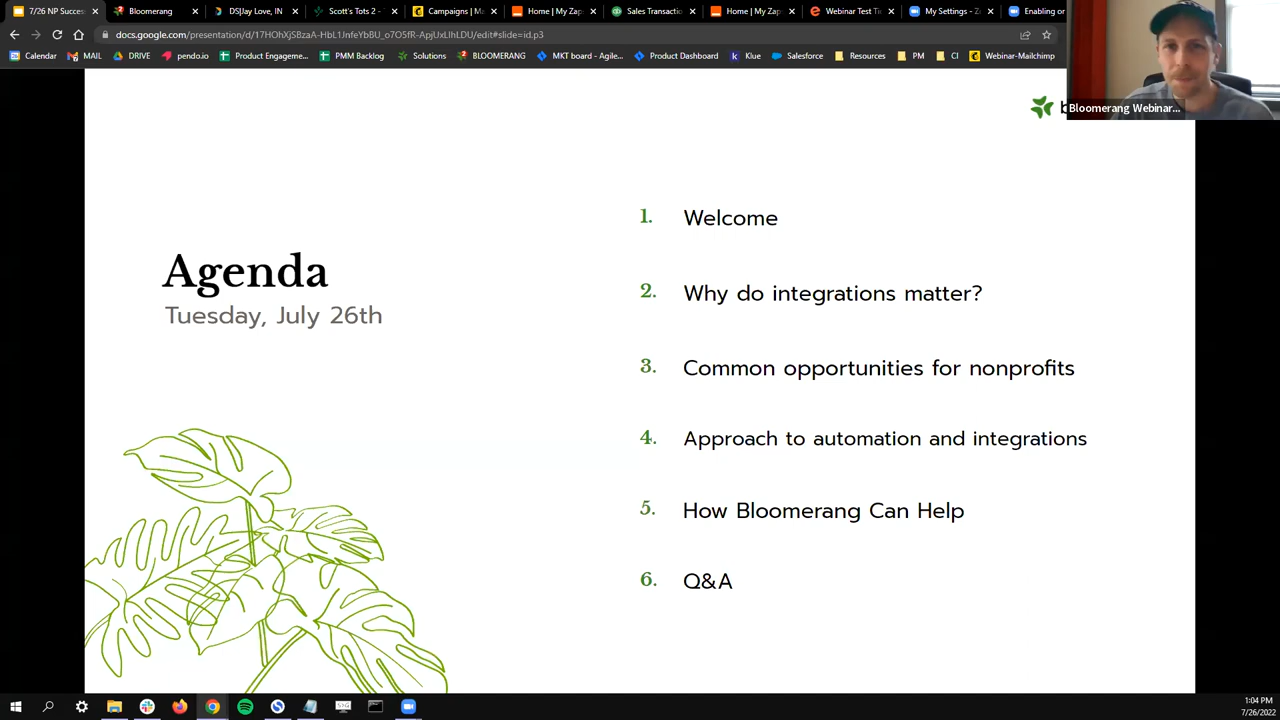 7/26 NP Succes
Bloomerang
DS|Jay Love, IN
Scott's Tots 2 -
Campaigns | Ma
Home | My Zap
Sales Transactio
Home | My Zap
Webinar Test Ti
My Settings - Z
Enabling or
docs.google.com/presentation/d/17HOhXjSBzaA-HbL1JnfeYbBU_o7O5fR-ApjUxLlhLDU/edit#slide=id.p3
Calendar
MAIL
DRIVE
pendo.io
Product Engageme...
PMM Backlog
Solutions
BLOOMERANG
MKT board - Agile...
Product Dashboard
Klue
Salesforce
Resources
PM
CI
Webinar-Mailchimp
Bloomerang Webinar...
Agenda
Tuesday, July 26th
1. Welcome
2. Why do integrations matter?
3. Common opportunities for nonprofits
4. Approach to automation and integrations
5. How Bloomerang Can Help
6. Q&A
1:04 PM
7/26/2022